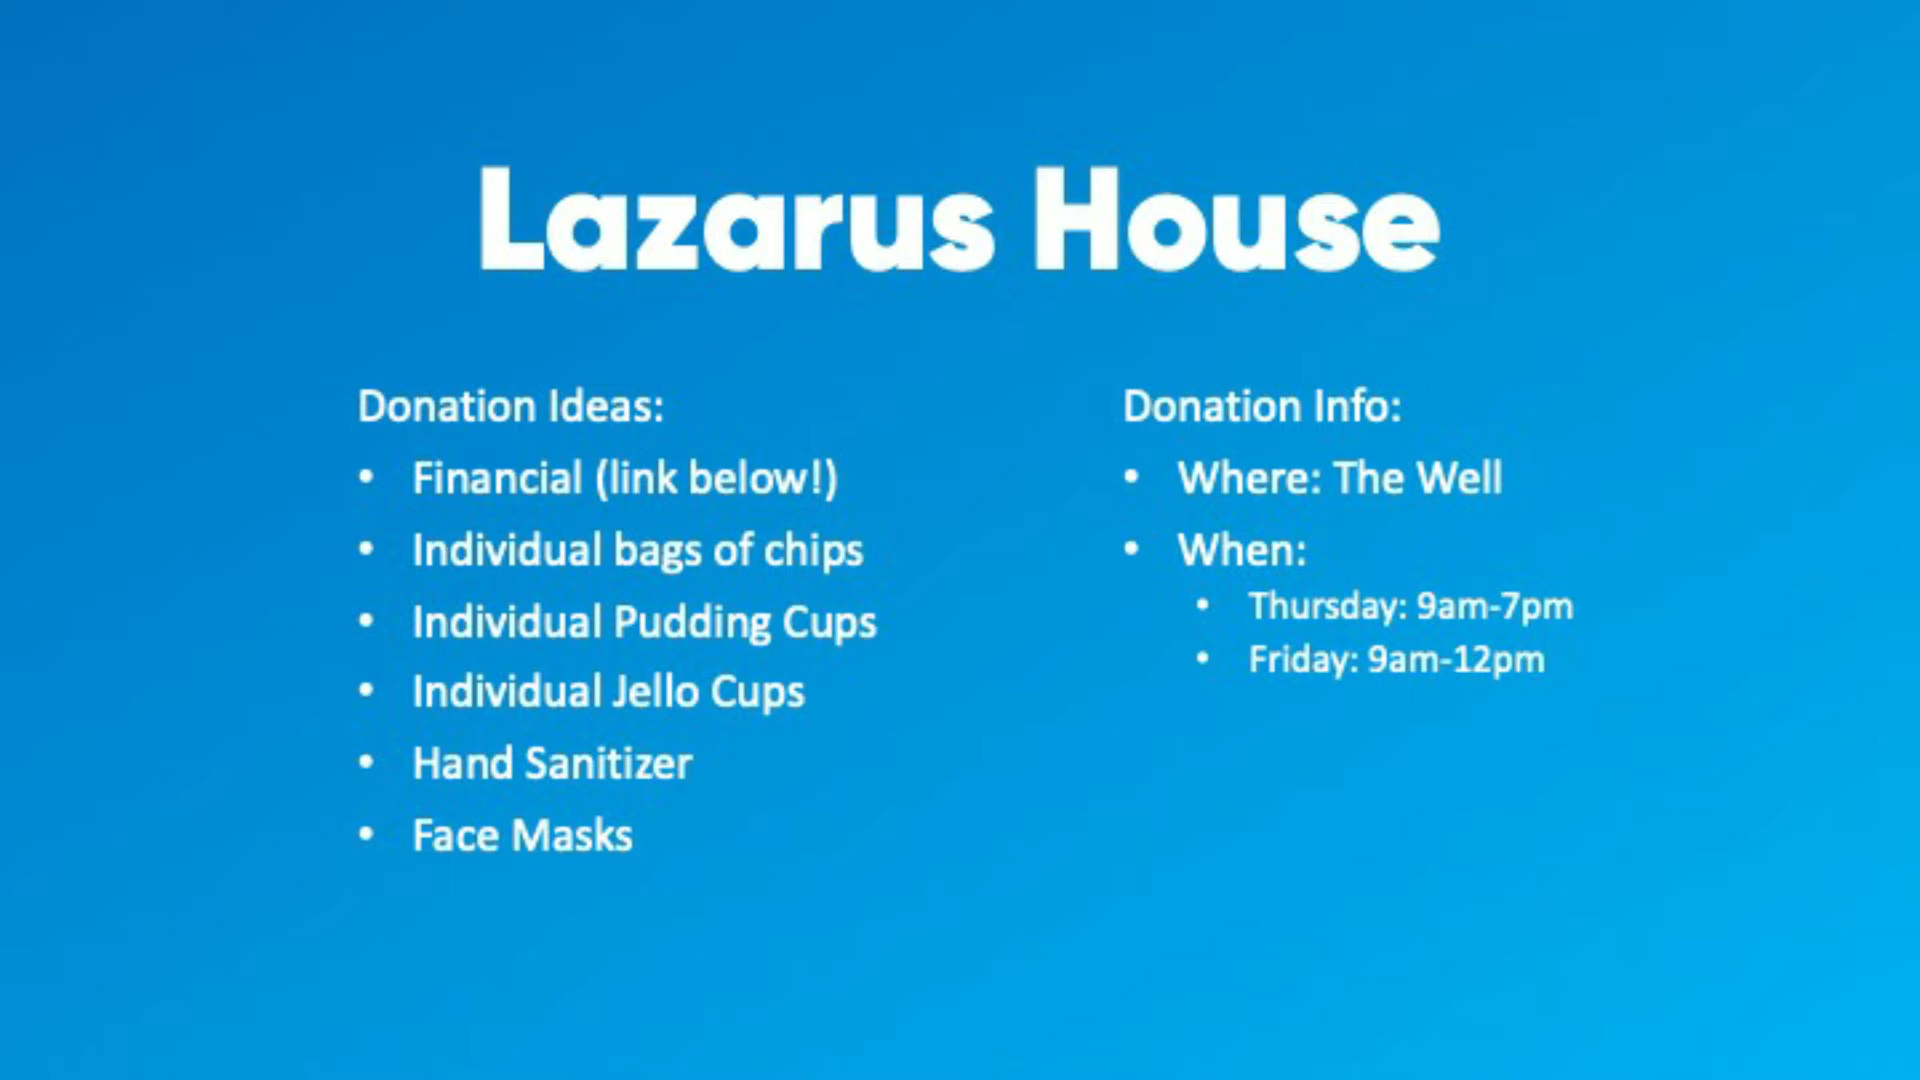 Lazarus House
Donation Ideas:
• Financial (link below!)
• Individual bags of chips
• Individual Pudding Cups
• Individual Jello Cups
• Hand Sanitizer
• Face Masks
Donation Info:
• Where: The Well
• When:
• Thursday: 9am-7pm
• Friday: 9am-12pm